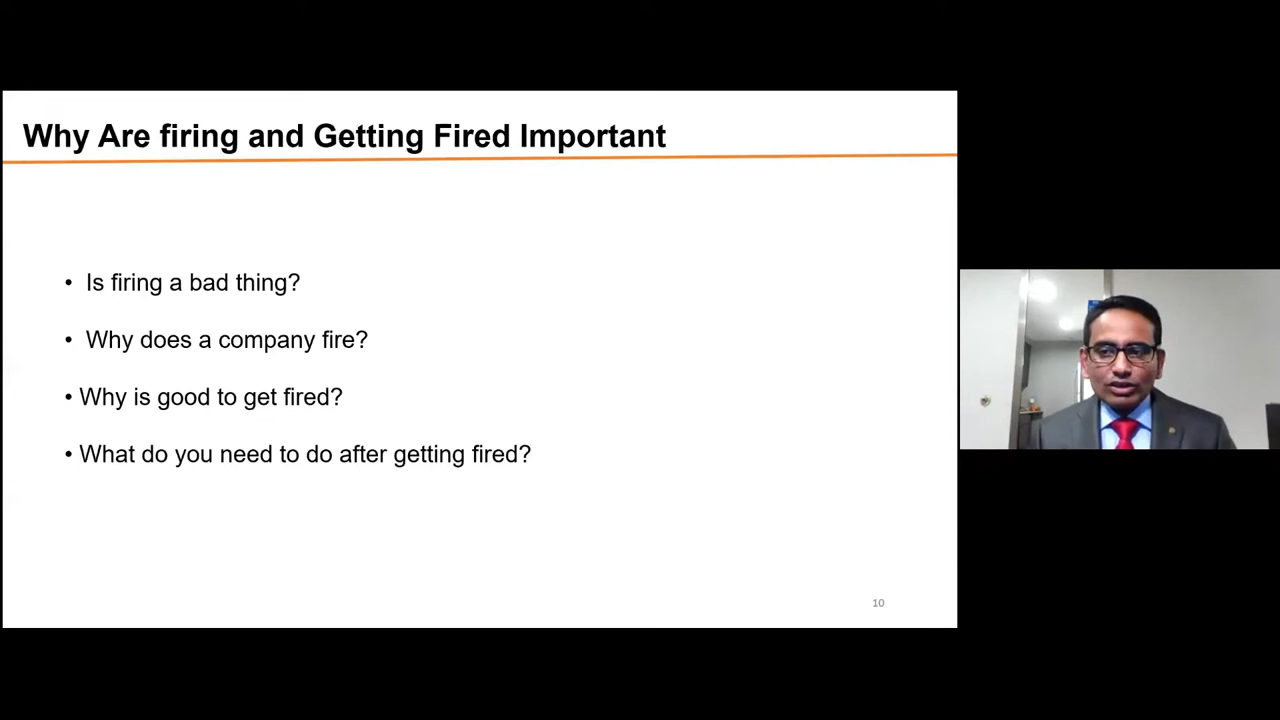 Why Are firing and Getting Fired Important
• Is firing a bad thing?
• Why does a company fire?
• Why is good to get fired?
• What do you need to do after getting fired?
10